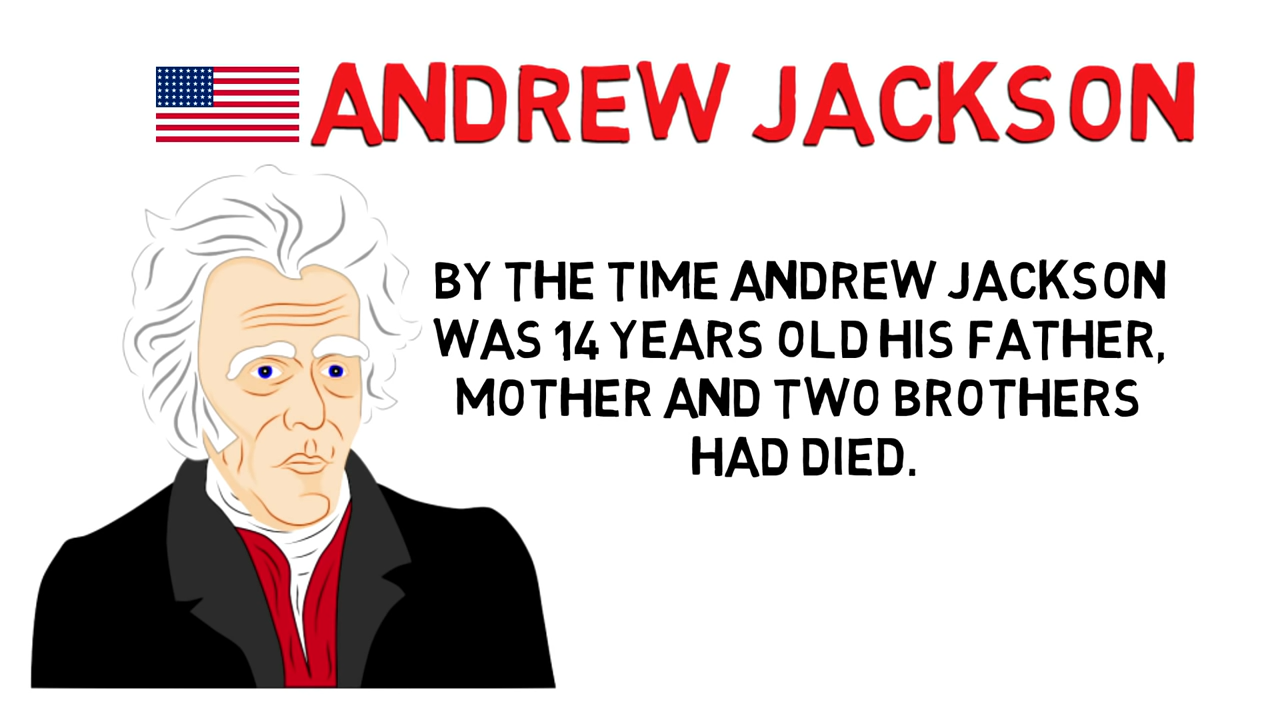 ANDREW JACKSON
BY THE TIME ANDREW JACKSON
WAS 14 YEARS OLD HIS FATHER,
MOTHER AND TWO BROTHERS
HAD DIED.